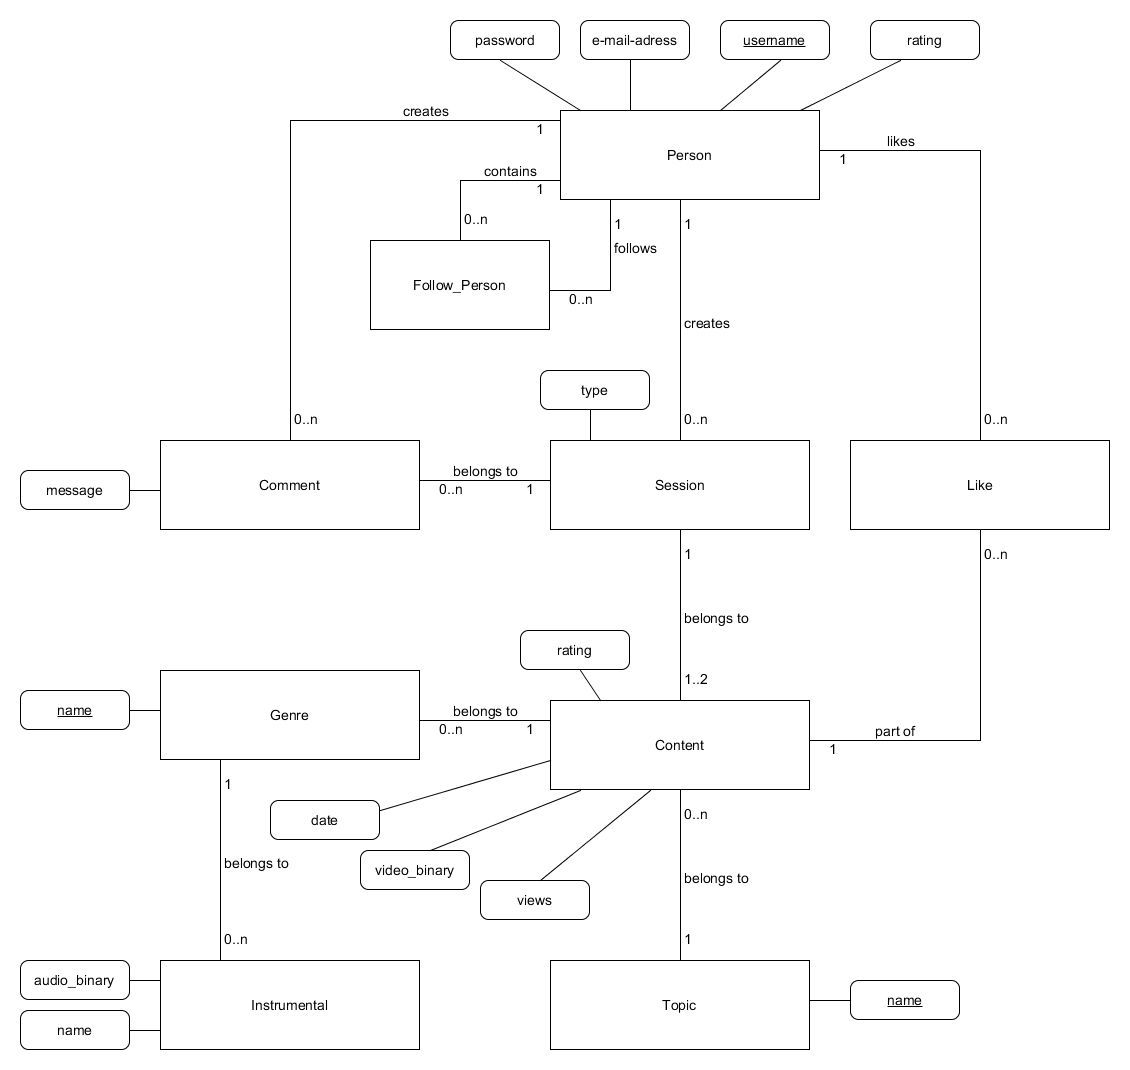 password
e-mail-adress
username
rating
creates
1
Person
likes
1
contains
1
0..n
1
1
follows
Follow_Person
0..n
creates
type
0..n
0..n
0..n
message
Comment
belongs to
0..n
1
Session
Like
1
0..n
belongs to
rating
1..2
name
Genre
belongs to
0..n
1
Content
part of
1
1
date
0..n
belongs to
video_binary
belongs to
views
0..n
1
audio_binary
name
Instrumental
Topic
name